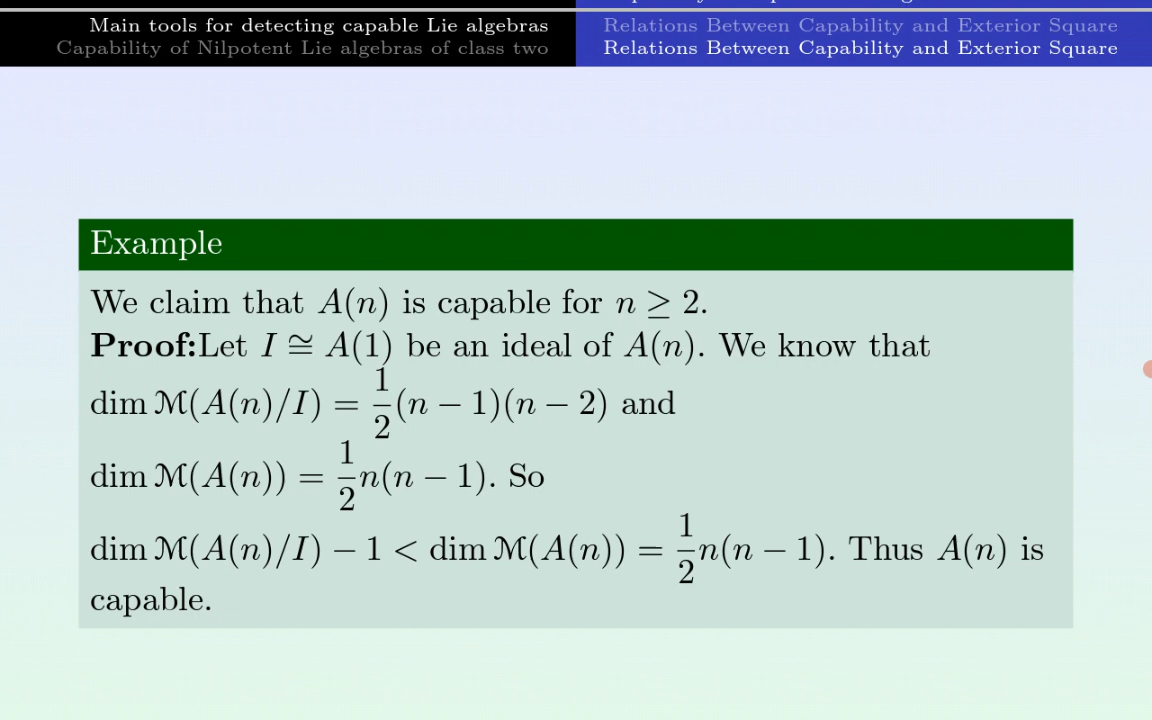 Main tools for detecting capable Lie algebras
Capability of Nilpotent Lie algebras of class two
Relations Between Capability and Exterior Square
Relations Between Capability and Exterior Square
Example
We claim that A(n) is capable for n ≥ 2.
Proof:Let I ≅ A(1) be an ideal of A(n). We know that
dim ℳ(A(n)/I) = 1/2(n − 1)(n − 2) and
dim ℳ(A(n)) = 1/2n(n − 1). So
dim ℳ(A(n)/I) − 1 < dim ℳ(A(n)) = 1/2n(n − 1). Thus A(n) is
capable.